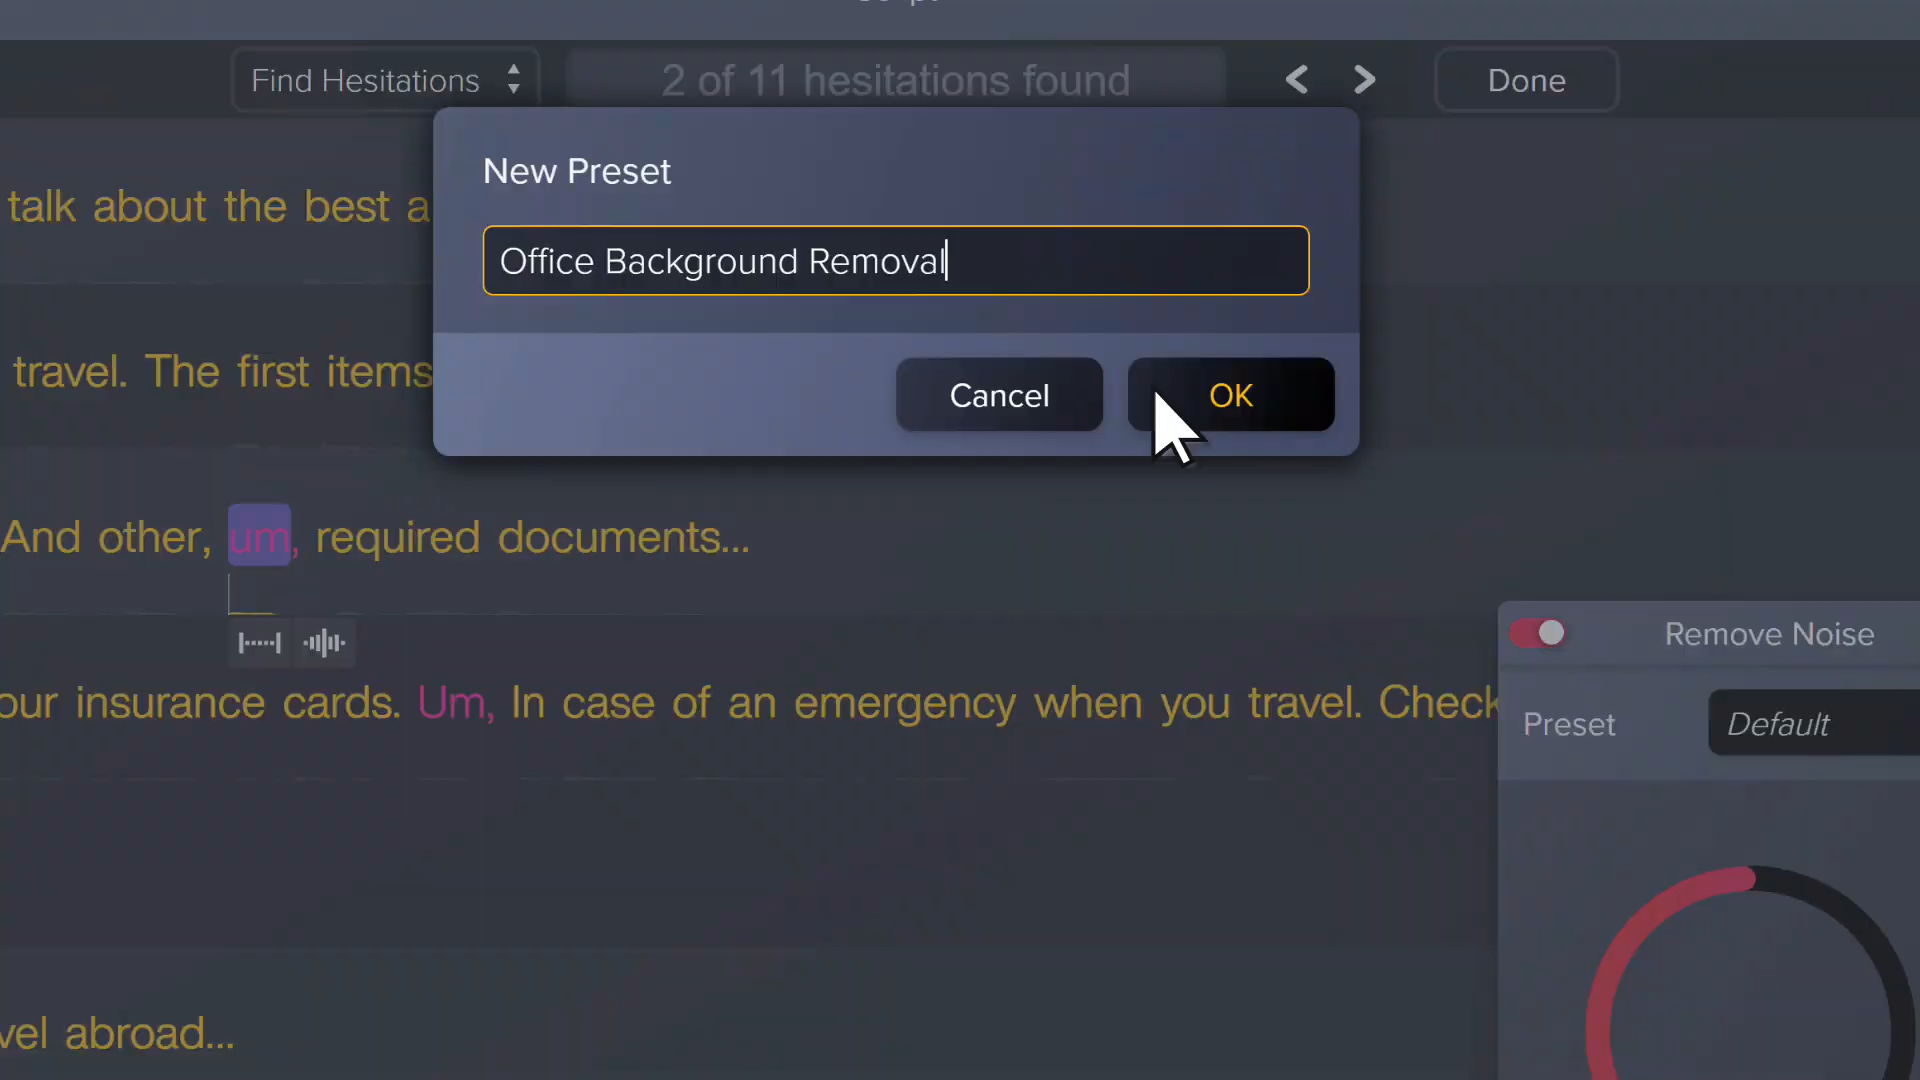 Find Hesitations
2 of 11 hesitations found
Done
New Preset
talk about the best a
Office Background Removal
travel. The first items
Cancel
OK
And other, um, required documents...
Remove Noise
our insurance cards. Um, In case of an emergency when you travel. Check
Preset
Default
vel abroad...